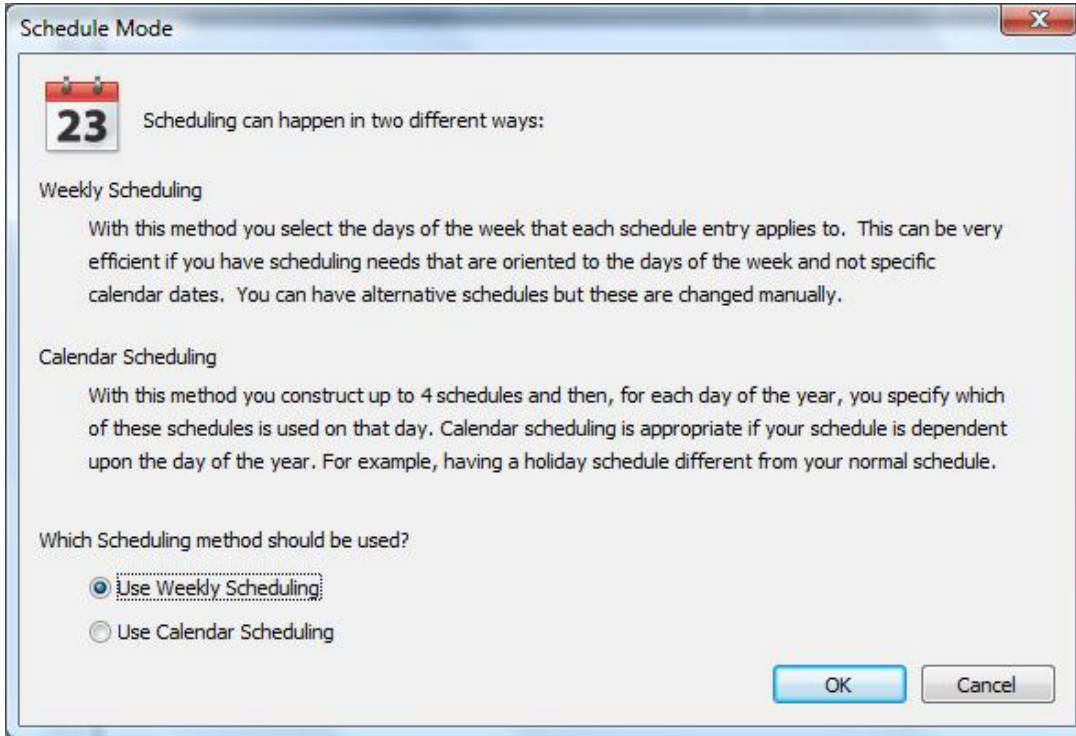 Schedule Mode
23
Scheduling can happen in two different ways:
Weekly Scheduling
With this method you select the days of the week that each schedule entry applies to.  This can be very
efficient if you have scheduling needs that are oriented to the days of the week and not specific
calendar dates.  You can have alternative schedules but these are changed manually.
Calendar Scheduling
With this method you construct up to 4 schedules and then, for each day of the year, you specify which
of these schedules is used on that day. Calendar scheduling is appropriate if your schedule is dependent
upon the day of the year. For example, having a holiday schedule different from your normal schedule.
Which Scheduling method should be used?
Use Weekly Scheduling
Use Calendar Scheduling
OK
Cancel